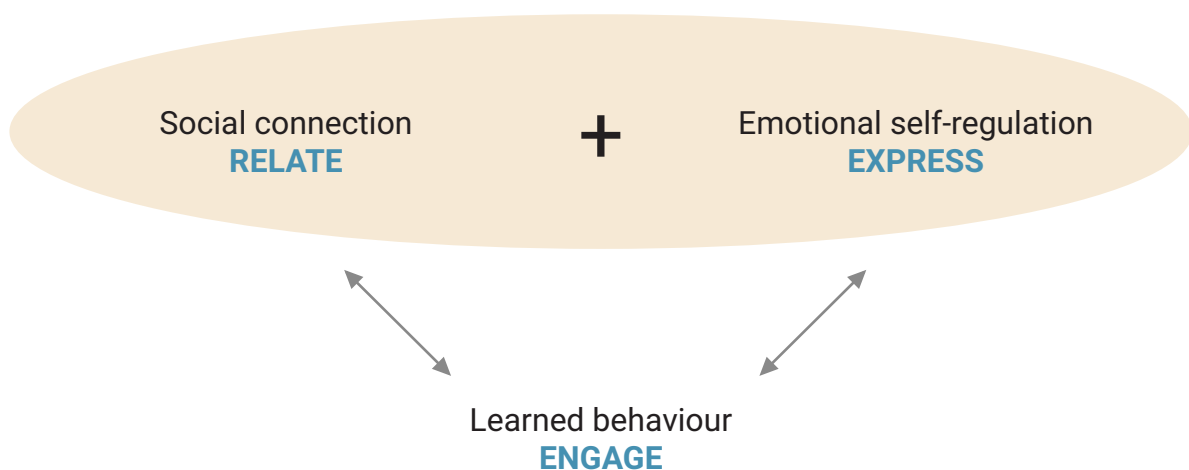 Social connection
RELATE
+
Emotional self-regulation
EXPRESS
Learned behaviour
ENGAGE